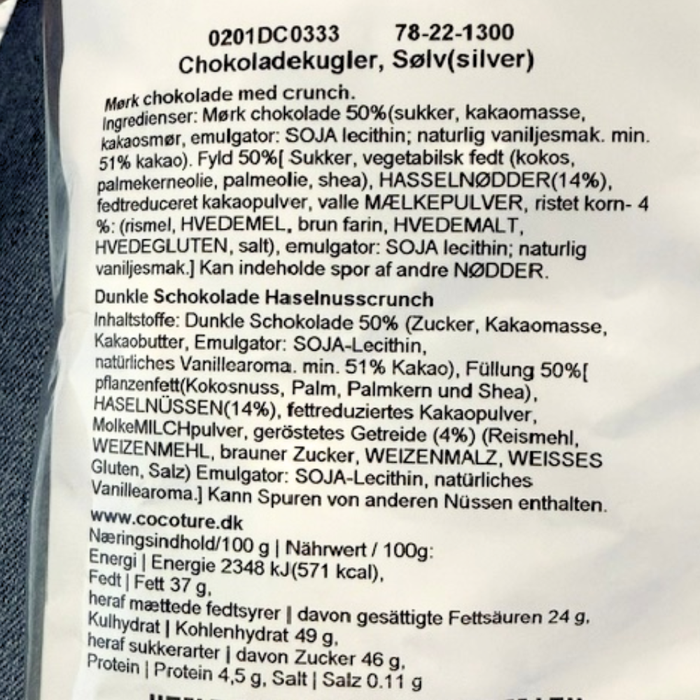 0201DC0333 78-22-1300
Chokoladekugler, Sølv(silver)
Mørk chokolade med crunch.
Ingredienser: Mørk chokolade 50%(sukker, kakaomasse,
kakaosmør, emulgator: SOJA lecithin; naturlig vaniljesmak. min.
51% kakao). Fyld 50%[ Sukker, vegetabilsk fedt (kokos,
palmekerneolie, palmeolie, shea), HASSELNØDDER(14%),
fedtreduceret kakaopulver, valle MÆLKEPULVER, ristet korn- 4
%: (rismel, HVEDEMEL, brun farin, HVEDEMALT,
HVEDEGLUTEN, salt), emulgator: SOJA lecithin; naturlig
vaniljesmak.] Kan indeholde spor af andre NØDDER.
Dunkle Schokolade Haselnusscrunch
Inhaltstoffe: Dunkle Schokolade 50% (Zucker, Kakaomasse,
Kakaobutter, Emulgator: SOJA-Lecithin,
natürliches Vanillearoma. min. 51% Kakao), Füllung 50%[
pflanzenfett(Kokosnuss, Palm, Palmkern und Shea),
HASELNÜSSEN(14%), fettreduziertes Kakaopulver,
MolkeMILCHpulver, geröstetes Getreide (4%) (Reismehl,
WEIZENMEHL, brauner Zucker, WEIZENMALZ, WEISSES
Gluten, Salz) Emulgator: SOJA-Lecithin, natürliches
Vanillearoma.] Kann Spuren von anderen Nüssen enthalten.
www.cocoture.dk
Næringsindhold/100 g | Nährwert / 100g:
Energi | Energie 2348 kJ(571 kcal),
Fedt | Fett 37 g,
heraf mættede fedtsyrer | davon gesättigte Fettsäuren 24 g,
Kulhydrat | Kohlenhydrat 49 g,
heraf sukkerarter | davon Zucker 46 g,
Protein | Protein 4,5 g, Salt | Salz 0.11 g